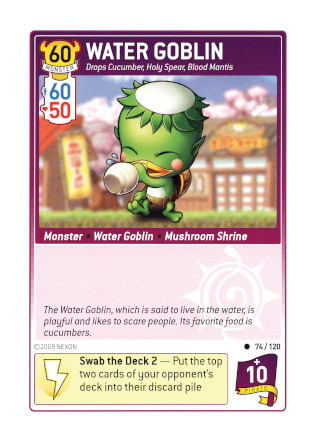 60
MONSTER
WATER GOBLIN
Drops Cucumber, Holy Spear, Blood Mantis
60
50
Monster • Water Goblin • Mushroom Shrine
The Water Goblin, which is said to live in the water, is
playful and likes to scare people. Its favorite food is
cucumbers.
©2009 NEXON
74/120
Swab the Deck 2 — Put the top
two cards of your opponent's
deck into their discard pile
+
10
PIRATE